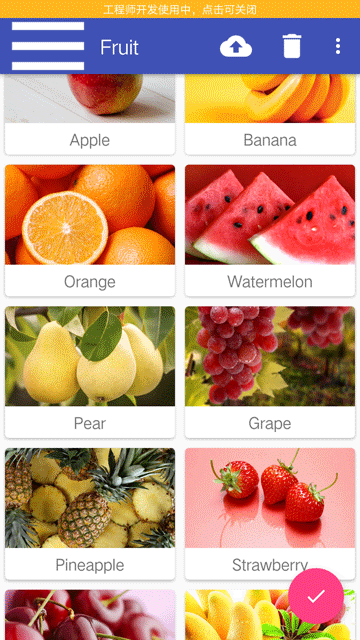 工程师开发使用中，点击可关闭
Fruit
Apple
Banana
Orange
Watermelon
Pear
Grape
Pineapple
Strawberry